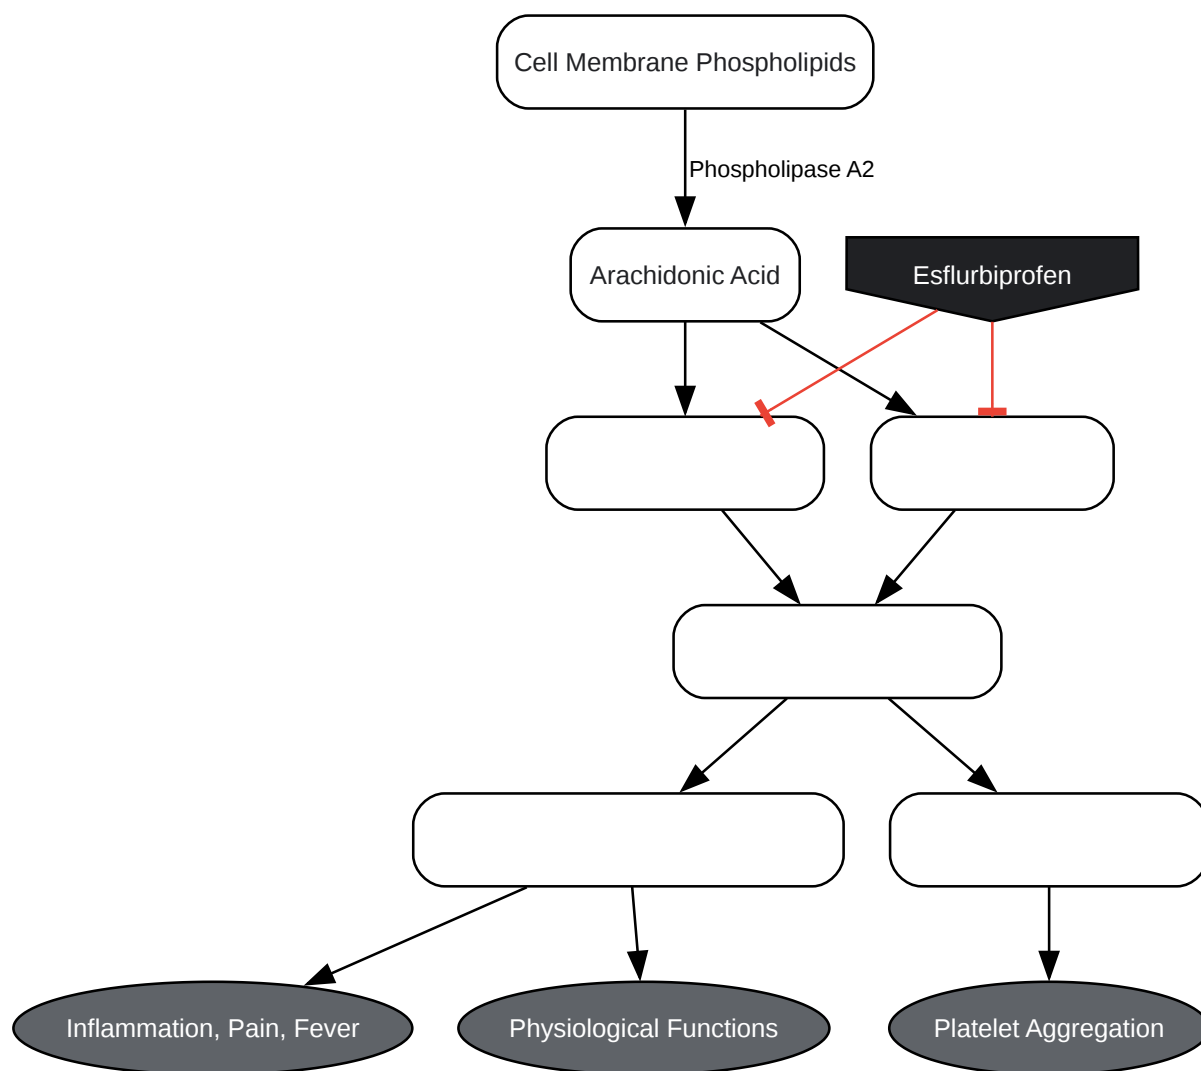 Cell Membrane Phospholipids
Phospholipase A2
Arachidonic Acid
Esflurbiprofen
Inflammation, Pain, Fever
Physiological Functions
Platelet Aggregation